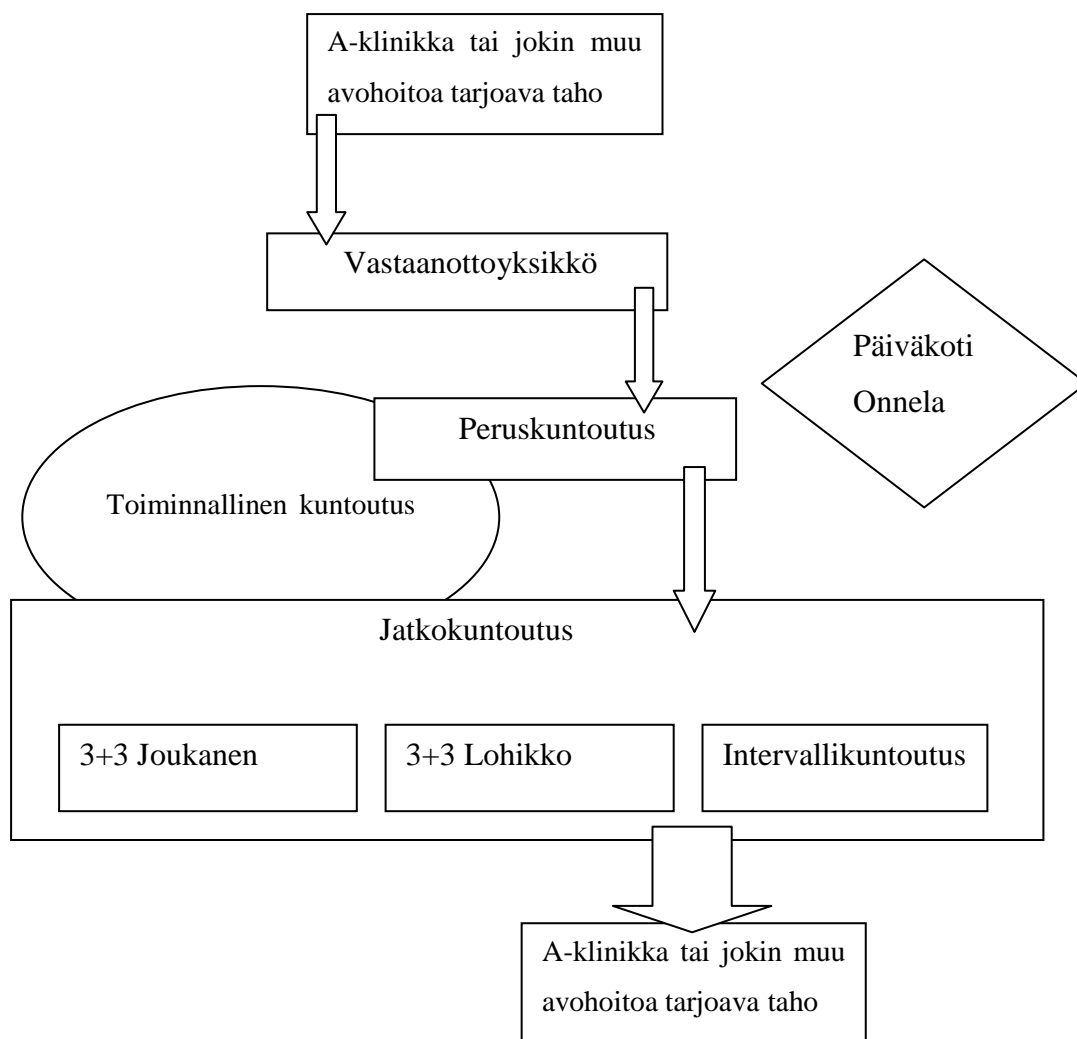 A-klinikka tai jokin muu
avohoitoa tarjoava taho
Vastaanottoyksikkö
Päiväkoti
Onnela
Peruskuntoutus
Toiminnallinen kuntoutus
Jatkokuntoutus
3+3 Joukanen
3+3 Lohikko
Intervallikuntoutus
A-klinikka tai jokin muu
avohoitoa tarjoava taho